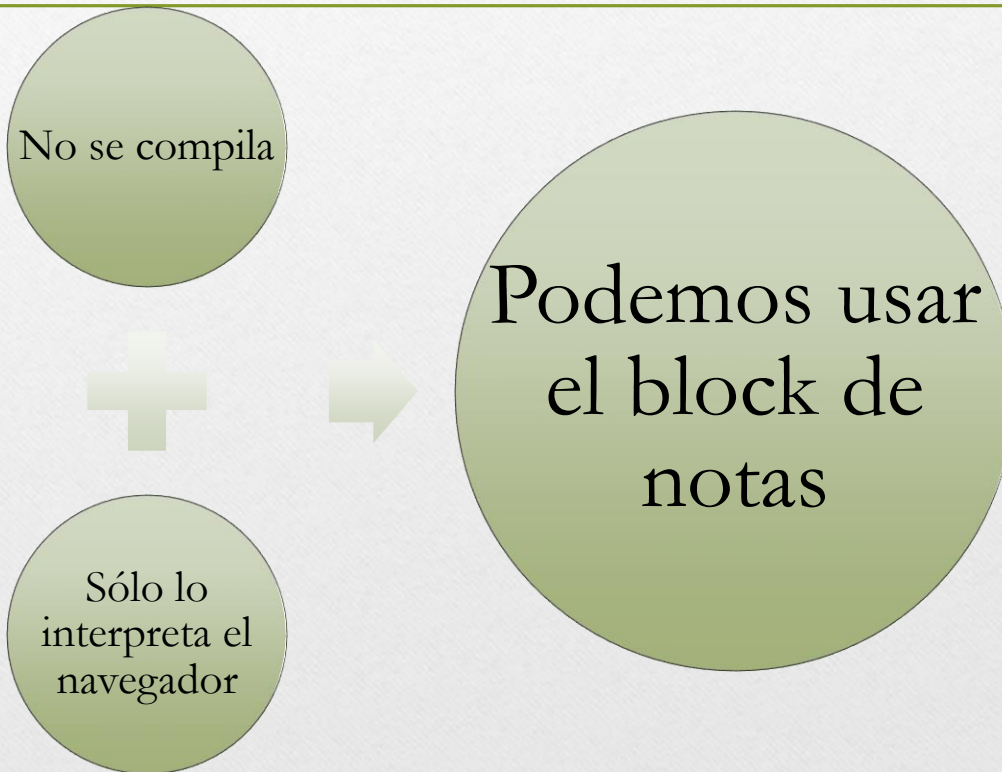 No se compila
Sólo lo
interpreta el
navegador
Podemos usar
el block de
notas